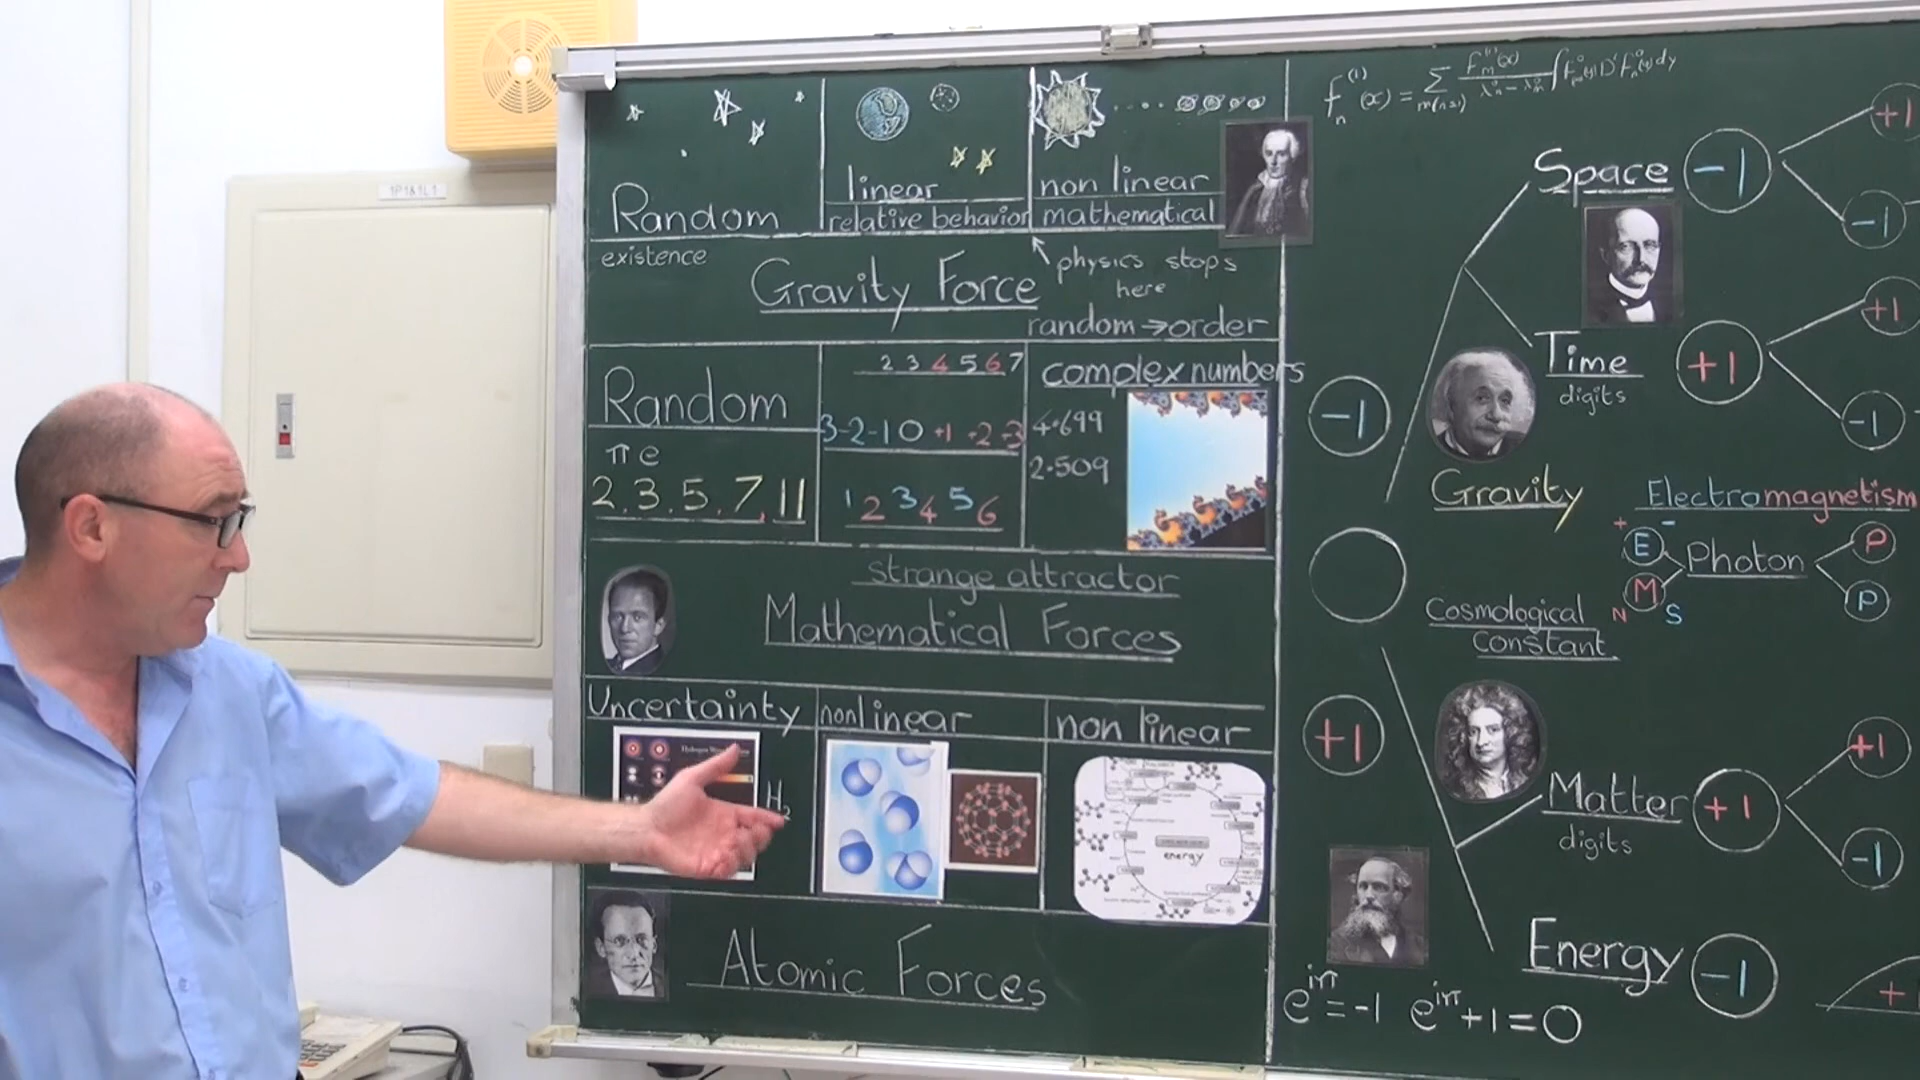 1P1&1L1
Random
existence
linear
relative behavior
non linear
mathematical
Gravity Force
physics stops
here
random → order
Random
π e
2.3.5.7.11
2 3 4 5 6 7
3-2-1 0 +1 +2 +3
1 2 3 4 5 6
complex numbers
4.699
2.509
strange attractor
Mathematical Forces
Uncertainty
H2
nonlinear
non linear
energy
Atomic Forces
Space -1
+1
-1
Time +1
digits
+1
-1
-1
Gravity
Electromagnetism
+ -
E
M
N S
Photon
P
P
Cosmological
Constant
+1
Matter +1
digits
+1
-1
Energy -1
+1
e^iπ = -1 e^iπ + 1 = 0